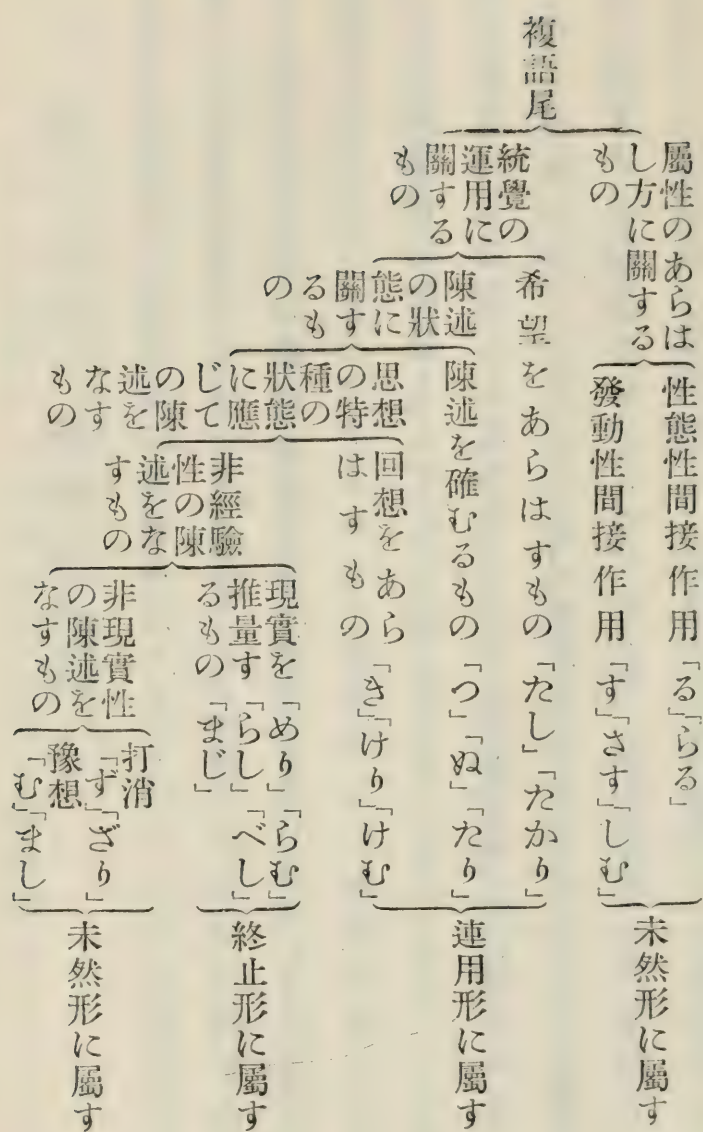 複語尾
屬性のあらは
し方に關する
もの
性態性間接作用「る」「らる」
發動性間接作用「す」「さす」「しむ」
未然形に屬す
統覺の
運用に
關する
もの
希望をあらはすもの「たし」「たかり」
陳述
の狀
態に
關す
るも
の
陳述を確むるもの「つ」「ぬ」「たり」
思想
の特
種の
狀態
に應
じて
の陳
述を
なす
もの
回想をあら
はすもの「き」「けり」「けむ」
連用形に屬す
非經驗
性の陳
述をな
すもの
現實を
推量す
るもの
「めり」「らむ」
「らし」「べし」
「まじ」
終止形に屬す
非現實性
の陳述を
なすもの
打消
「ず」「ざり」
豫想
「む」「まし」
未然形に屬す